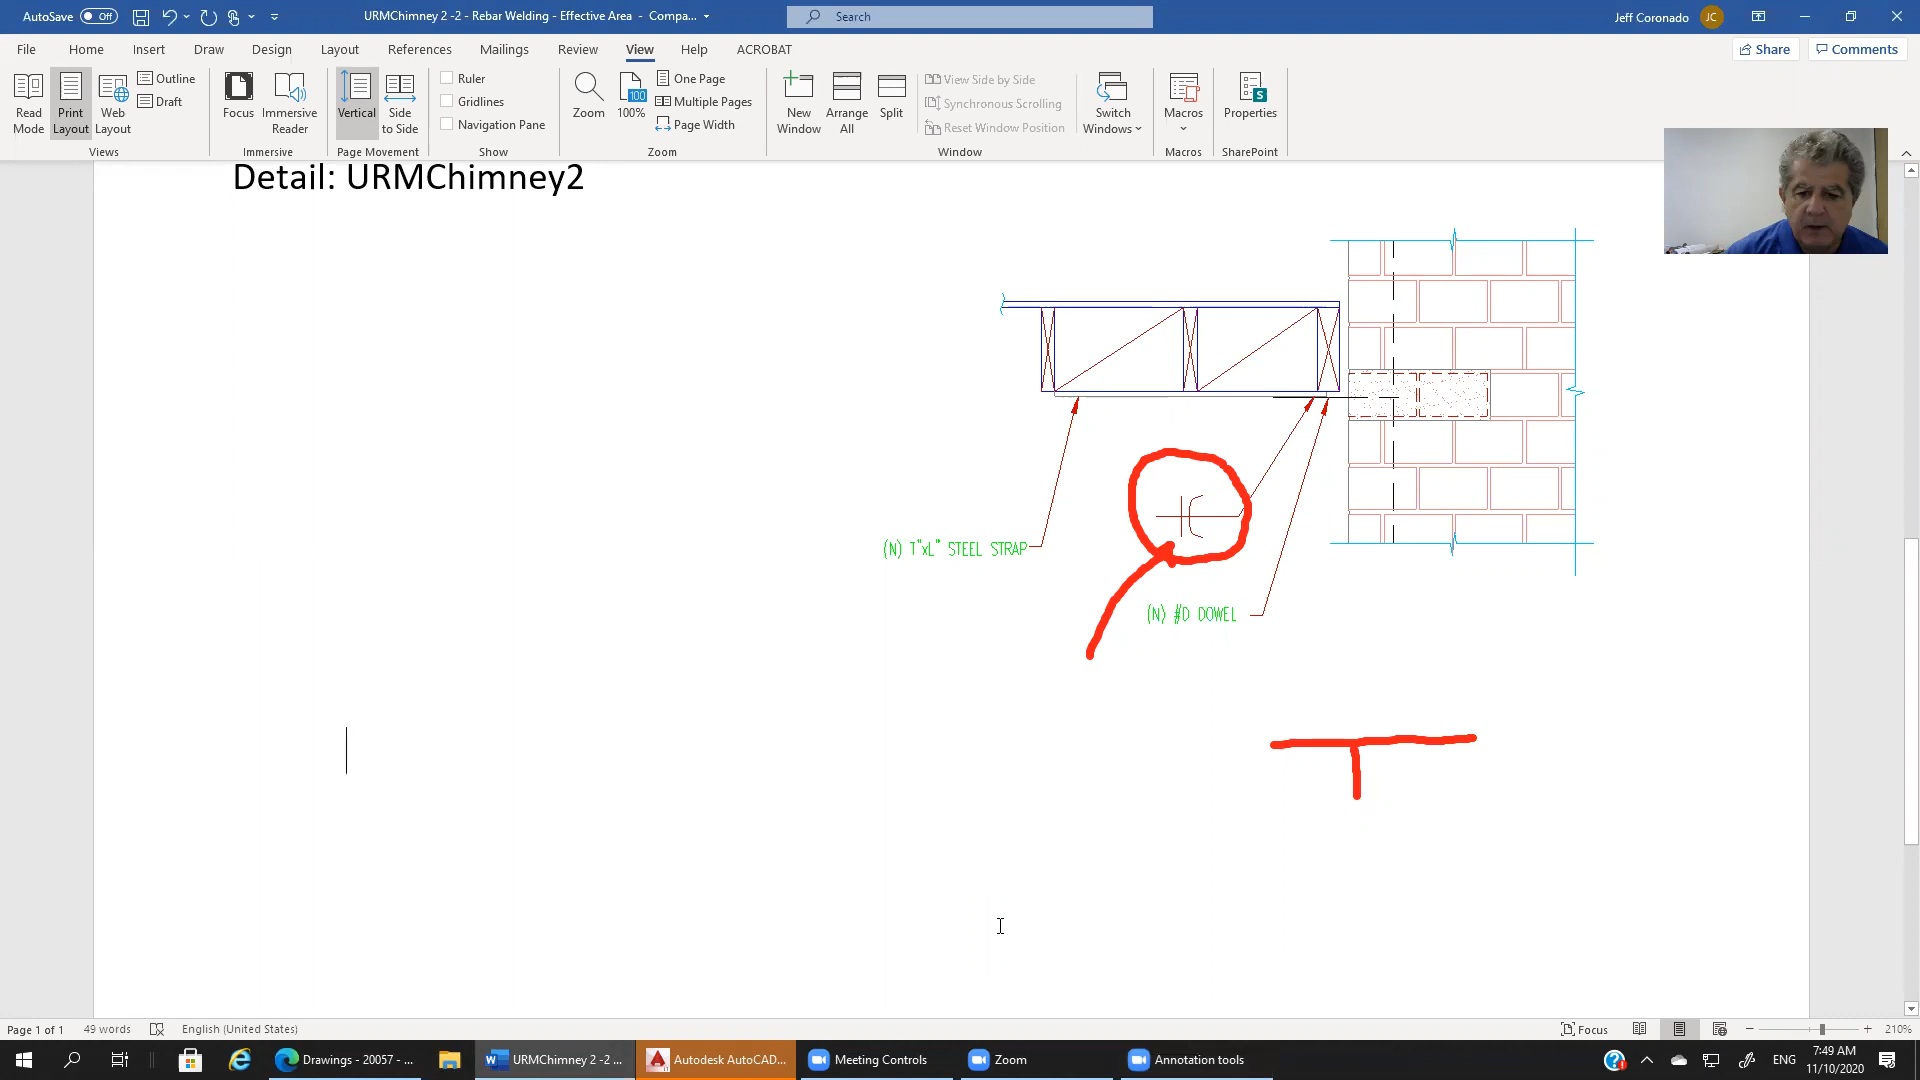 AutoSave Off URMChimney 2 -2 - Rebar Welding - Effective Area - Compa... Search Jeff Coronado JC
File Home Insert Draw Design Layout References Mailings Review View Help ACROBAT Share Comments
Read Mode
Print Layout
Web Layout
Outline
Draft
Views
Focus
Immersive Reader
Immersive
Vertical
Side to Side
Page Movement
Ruler
Gridlines
Navigation Pane
Show
Zoom
100
100%
One Page
Multiple Pages
Page Width
Zoom
New Window
Arrange All
Split
View Side by Side
Synchronous Scrolling
Reset Window Position
Switch Windows
Window
Macros
Macros
Properties
SharePoint
Detail: URMChimney2
(N) T"xL" STEEL STRAP
(N) #D DOWEL
Page 1 of 1 49 words English (United States) Focus 210%
Drawings - 20057 - ... URMChimney 2 -2 ... Autodesk AutoCAD... Meeting Controls Zoom Annotation tools ENG 7:49 AM
11/10/2020